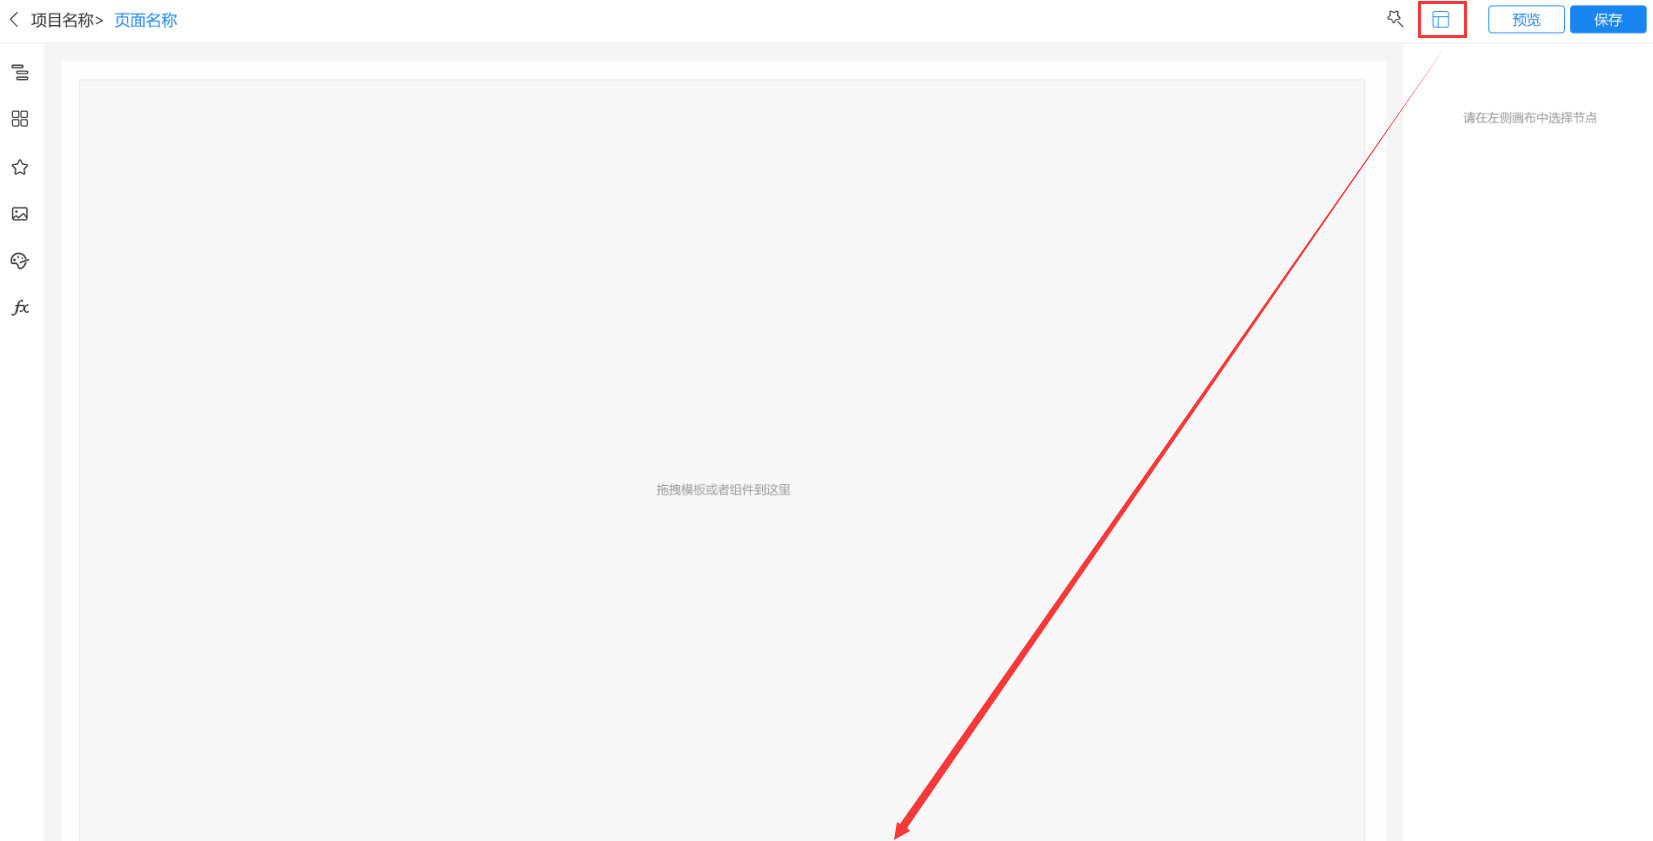 项目名称> 页面名称
预览
保存
请在左侧画布中选择节点
fx
拖拽模板或者组件到这里